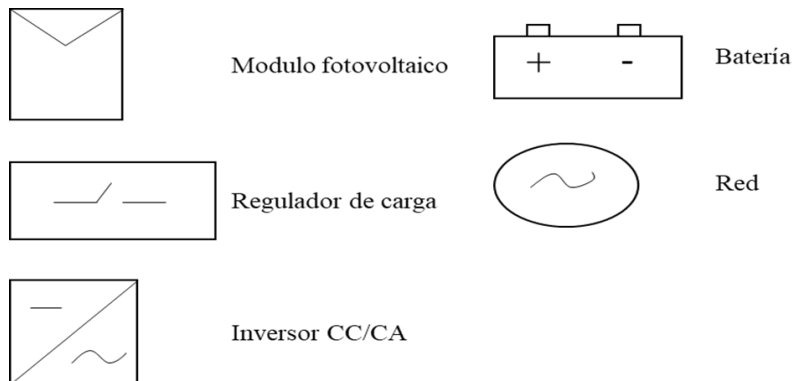 Modulo fotovoltaico
+ -
Batería
Regulador de carga
Red
Inversor CC/CA